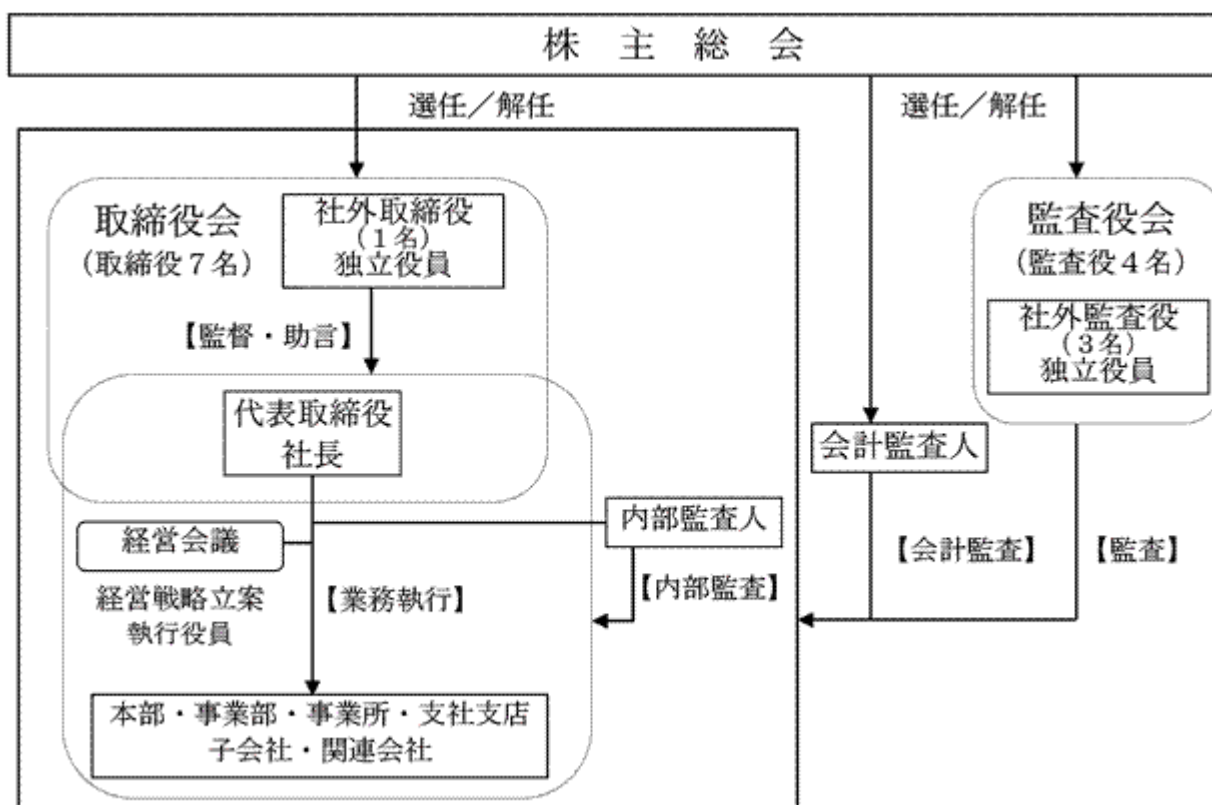 株 主 総 会
選任／解任
選任／解任
取締役会
（取締役７名）
社外取締役
（１名）
独立役員
監査役会
（監査役４名）
社外監査役
（３名）
独立役員
【監督・助言】
代表取締役
社長
会計監査人
経営会議
内部監査人
【会計監査】
【監査】
経営戦略立案
執行役員
【業務執行】
【内部監査】
本部・事業部・事業所・支社支店
子会社・関連会社